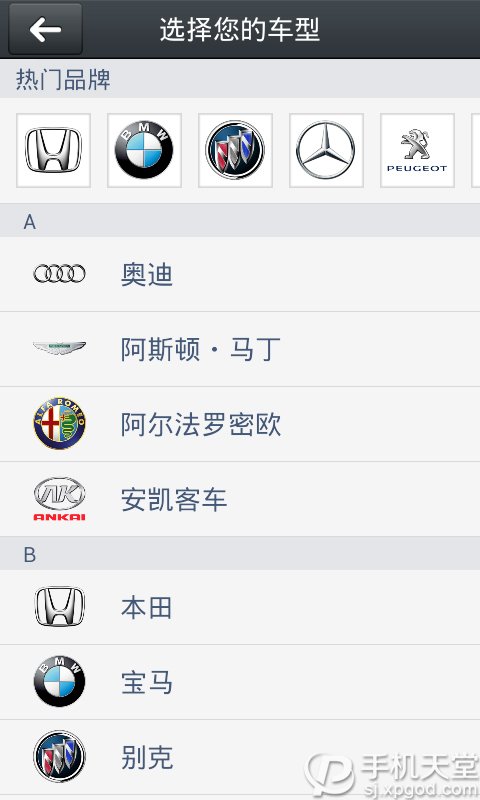 选择您的车型
热门品牌
BMW
PEUGEOT
A
奥迪
阿斯顿·马丁
ALFA ROMEO
阿尔法罗密欧
ANKAI
安凯客车
B
本田
BMW
宝马
别克
手机天堂
sj.xpgod.com